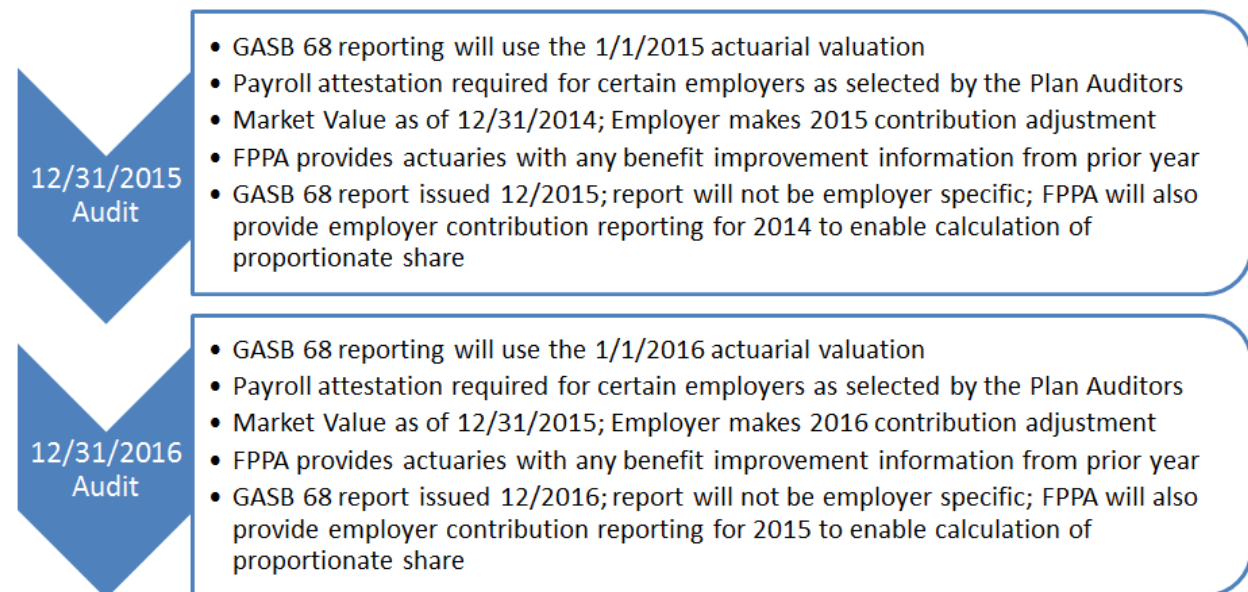 12/31/2015
Audit
• GASB 68 reporting will use the 1/1/2015 actuarial valuation
• Payroll attestation required for certain employers as selected by the Plan Auditors
• Market Value as of 12/31/2014; Employer makes 2015 contribution adjustment
• FPPA provides actuaries with any benefit improvement information from prior year
• GASB 68 report issued 12/2015; report will not be employer specific; FPPA will also
provide employer contribution reporting for 2014 to enable calculation of
proportionate share
12/31/2016
Audit
• GASB 68 reporting will use the 1/1/2016 actuarial valuation
• Payroll attestation required for certain employers as selected by the Plan Auditors
• Market Value as of 12/31/2015; Employer makes 2016 contribution adjustment
• FPPA provides actuaries with any benefit improvement information from prior year
• GASB 68 report issued 12/2016; report will not be employer specific; FPPA will also
provide employer contribution reporting for 2015 to enable calculation of
proportionate share